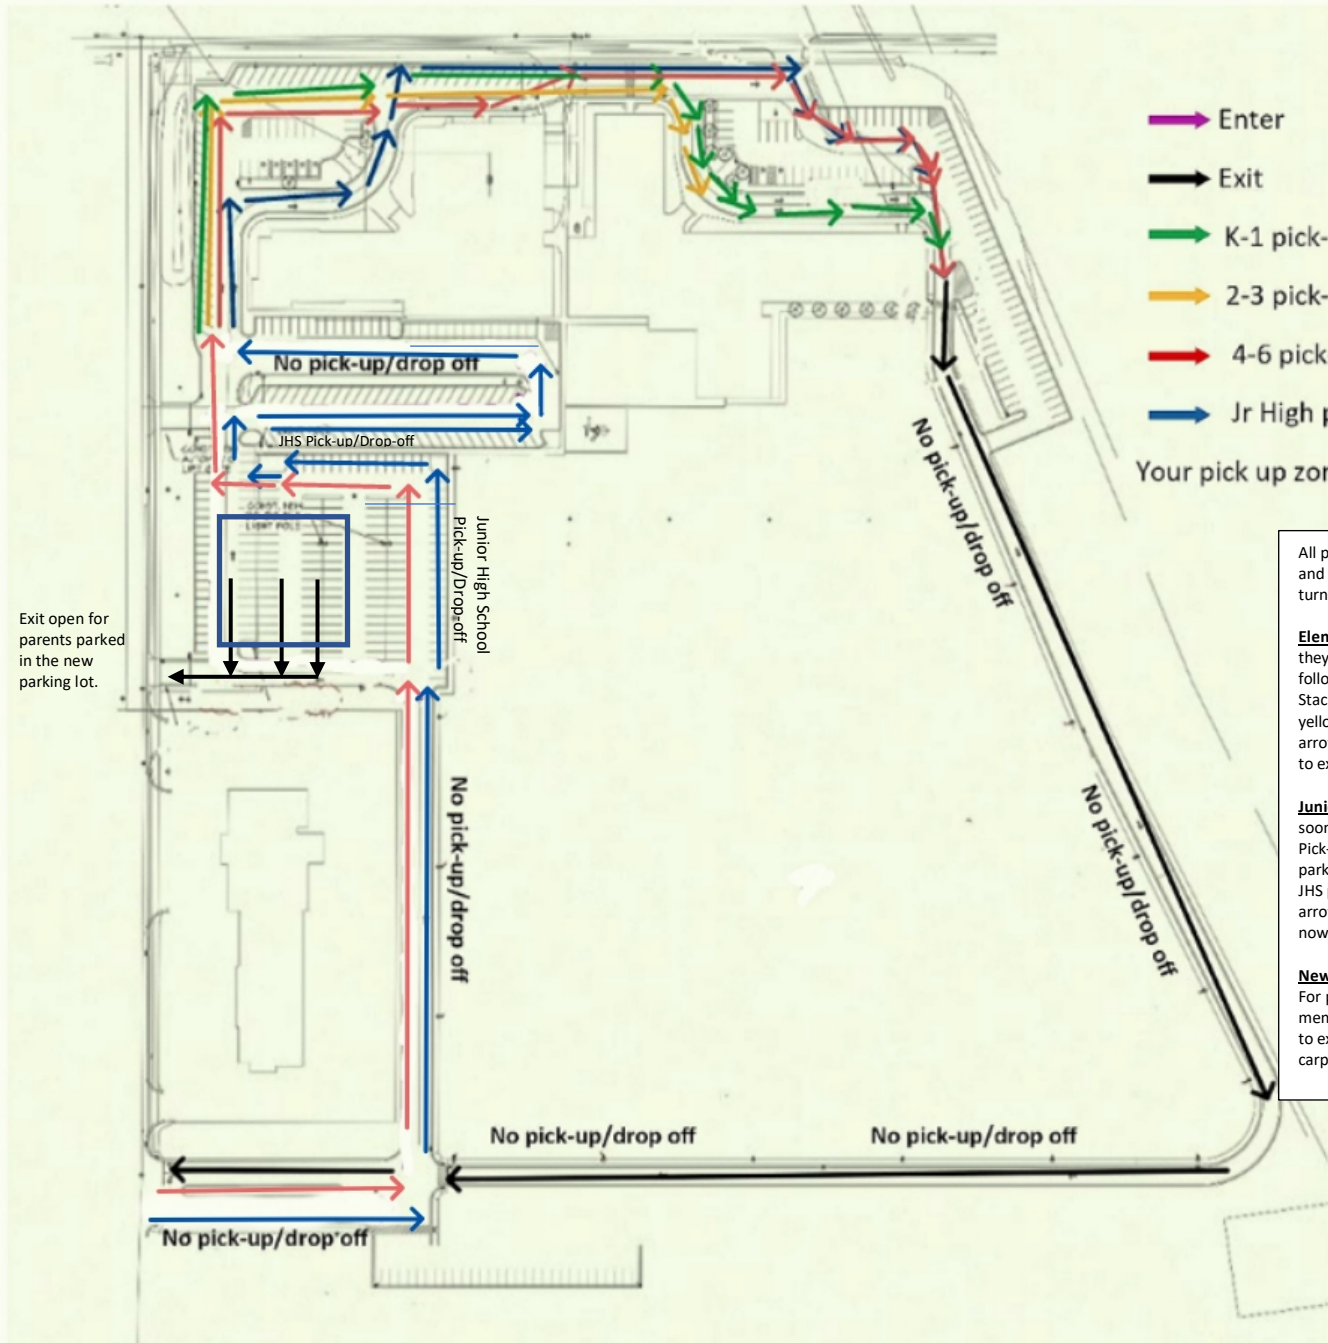 Enter
Exit
K-1 pick-
2-3 pick-
4-6 pick
Jr High p
Your pick up zon
No pick-up/drop off
JHS Pick-up/Drop-off
LIGHT POLE
Junior High School
Pick-up/Drop-off
Exit open for
parents parked
in the new
parking lot.
No pick-up/drop off
No pick-up/drop off
No pick-up/drop off
No pick-up/drop off
No pick-up/drop off
No pick-up/drop off
All p
and
turn
Elem
they
follo
Stac
yello
arro
to ex
Juni
soon
Pick-
park
JHS p
arro
now
New
For p
men
to ex
carp